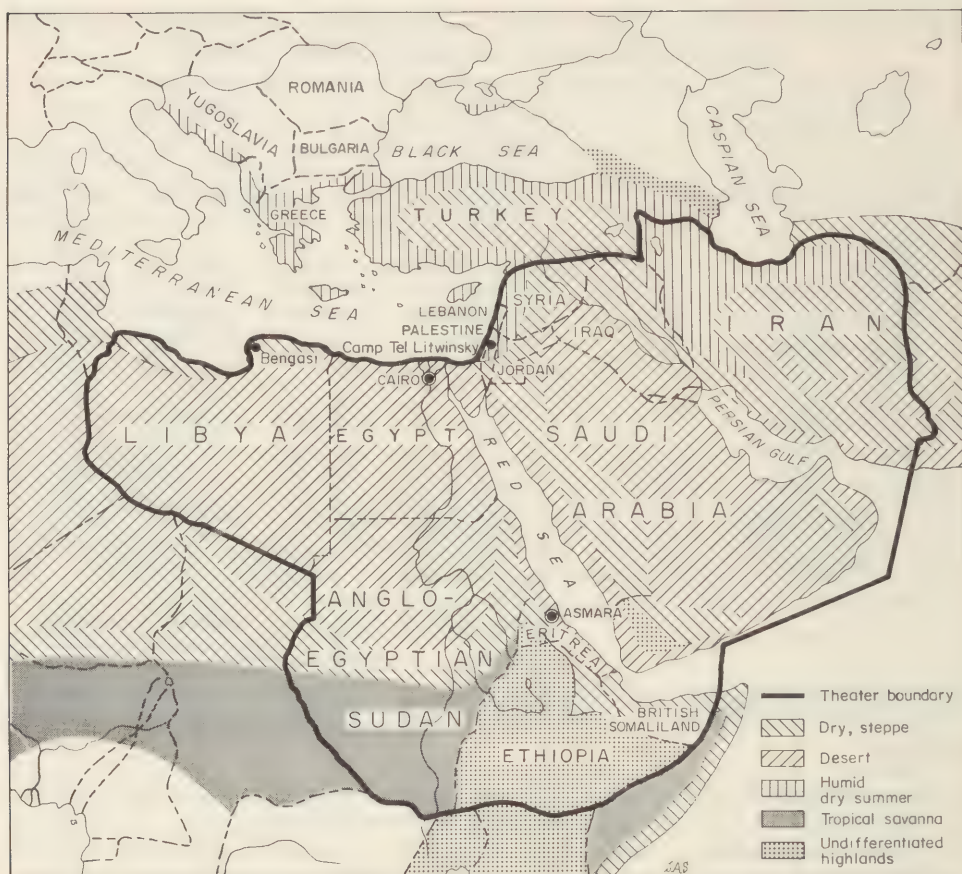 ROMANIA
YUGOSLAVIA
BULGARIA
BLACK SEA
CASPIAN SEA
GREECE
TURKEY
MEDITERRANEAN SEA
LEBANON
SYRIA
PALESTINE
IRAQ
IRAN
Camp Tel Litwinsky
JORDAN
Bengasi
CAIRO
PERSIAN GULF
LIBYA
EGYPT
RED SEA
SAUDI
ARABIA
ANGLO-
EGYPTIAN
SUDAN
ASMARA
ERITREA
BRITISH
SOMALILAND
ETHIOPIA
Theater boundary
Dry, steppe
Desert
Humid
dry summer
Tropical savanna
Undifferentiated
highlands
JAS